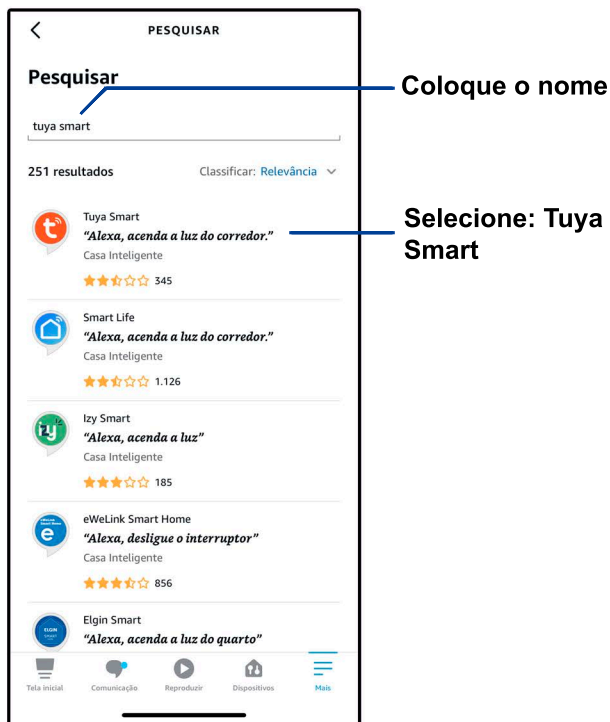 PESQUISAR
Pesquisar
Coloque o nome
tuya smart
251 resultados
Classificar: Relevância
Tuya Smart
“Alexa, acenda a luz do corredor.”
Casa Inteligente
345
Selecione: Tuya
Smart
Smart Life
“Alexa, acenda a luz do corredor.”
Casa Inteligente
1.126
Izy Smart
“Alexa, acenda a luz”
Casa Inteligente
185
eWeLink Smart Home
“Alexa, desligue o interruptor”
Casa Inteligente
856
ELGIN
SMART
Elgin Smart
“Alexa, acenda a luz do quarto”
Tela inicial
Comunicação
Reproduzir
Dispositivos
Mais